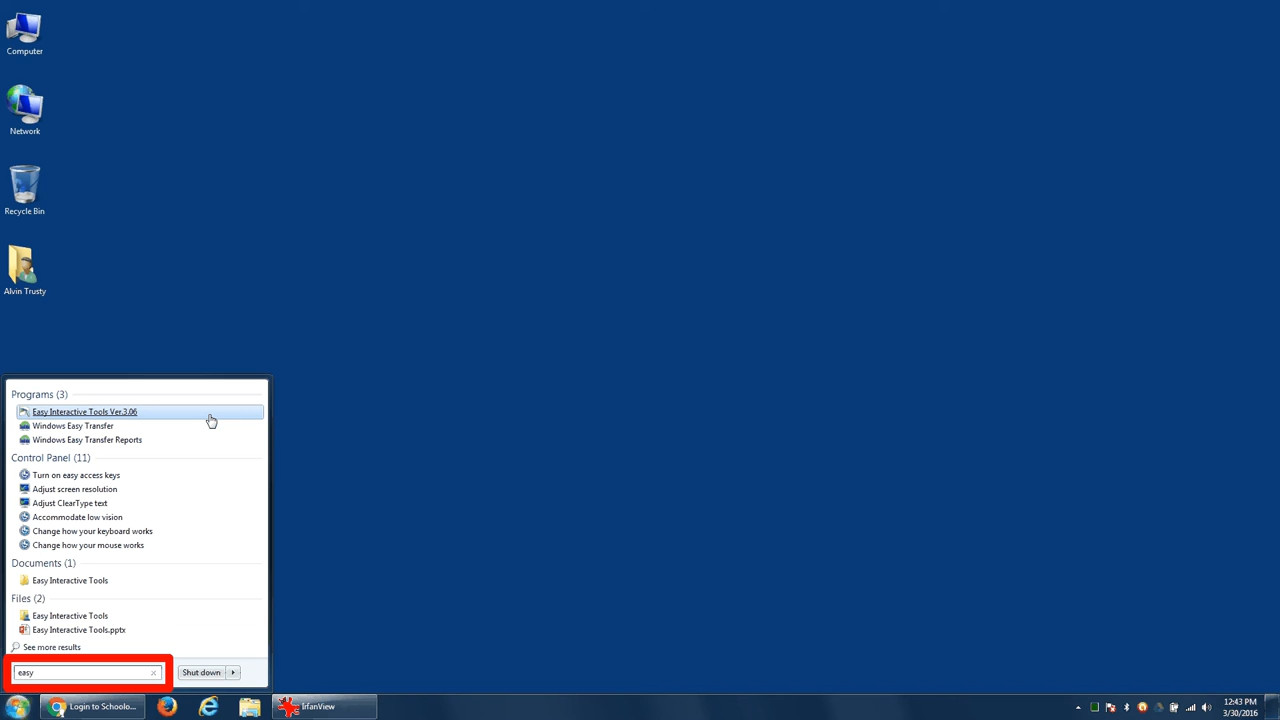 Computer
Network
Recycle Bin
Alvin Trusty
Programs (3)
Easy Interactive Tools Ver.3.06
Windows Easy Transfer
Windows Easy Transfer Reports
Control Panel (11)
Turn on easy access keys
Adjust screen resolution
Adjust ClearType text
Accommodate low vision
Change how your keyboard works
Change how your mouse works
Documents (1)
Easy Interactive Tools
Files (2)
Easy Interactive Tools
Easy Interactive Tools.pptx
See more results
easy
Shut down
Login to Schoolo...
IrfanView
12:43 PM
3/30/2016